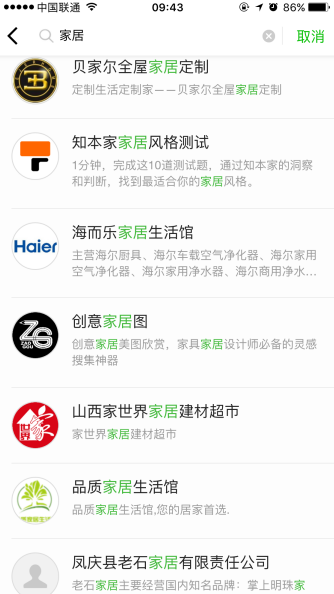 中国联通 09:43 86%
家居 取消
贝家尔全屋家居定制
定制生活定制家——贝家尔全屋家居定制
知本家家居风格测试
1分钟，完成这10道测试题，通过知本家的洞察
和判断，找到最适合你的家居风格。
海而乐家居生活馆
Haier
主营海尔厨具、海尔车载空气净化器、海尔家用
空气净化器、海尔家用净水器、海尔商用净水...
创意家居图
创意家居美图欣赏，家具家居设计师必备的灵感
搜集神器
山西家世界家居建材超市
家世界家居建材超市
品质家居生活馆
品质家居生活馆,您的居家首选.
凤庆县老石家居有限责任公司
老石家居主要经营国内知名品牌：掌上明珠家